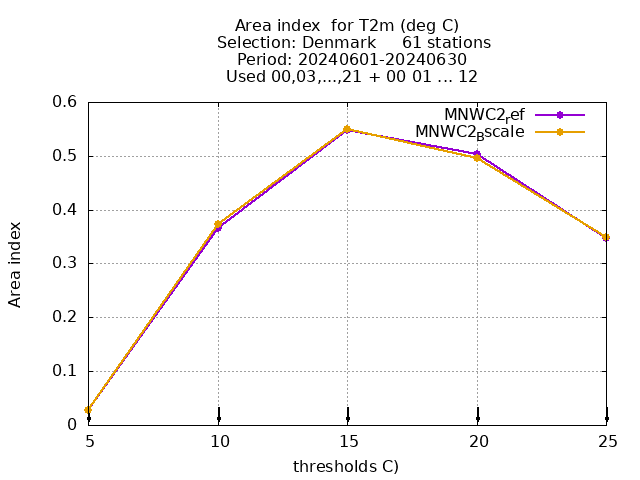 Area index  for T2m (deg C)
Selection: Denmark     61 stations
Period: 20240601-20240630
Used 00,03,...,21 + 00 01 ... 12
MNWC2ref
MNWC2Bscale
0.6
0.5
0.4
0.3
0.2
0.1
0
Area index
5 10 15 20 25
thresholds C)